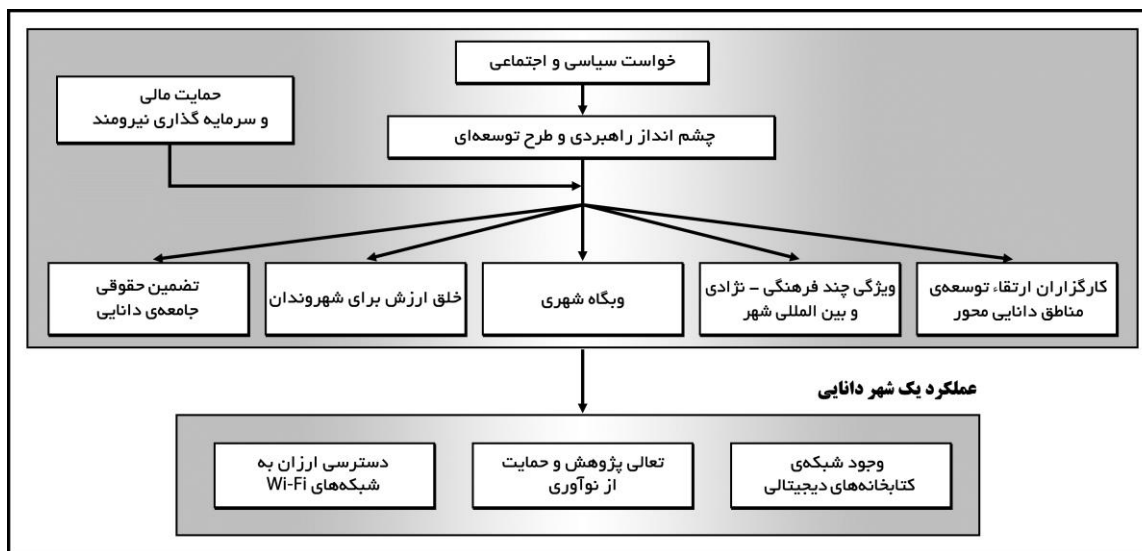 خواست سیاسی و اجتماعی
حمایت مالی
و سرمایه گذاری نیرومند
چشم انداز راهبردی و طرح توسعه‌ای
کارگزاران ارتقاء توسعه‌ی
مناطق دانایی محور
ویژگی چند فرهنگی - نژادی
و بین المللی شهر
وبگاه شهری
خلق ارزش برای شهروندان
تضمین حقوقی
جامعه‌ی دانایی
عملکرد یک شهر دانایی
وجود شبکه‌ی
کتابخانه‌های دیجیتالی
تعالی پژوهش و حمایت
از نوآوری
دسترسی ارزان به
شبکه‌های Wi-Fi